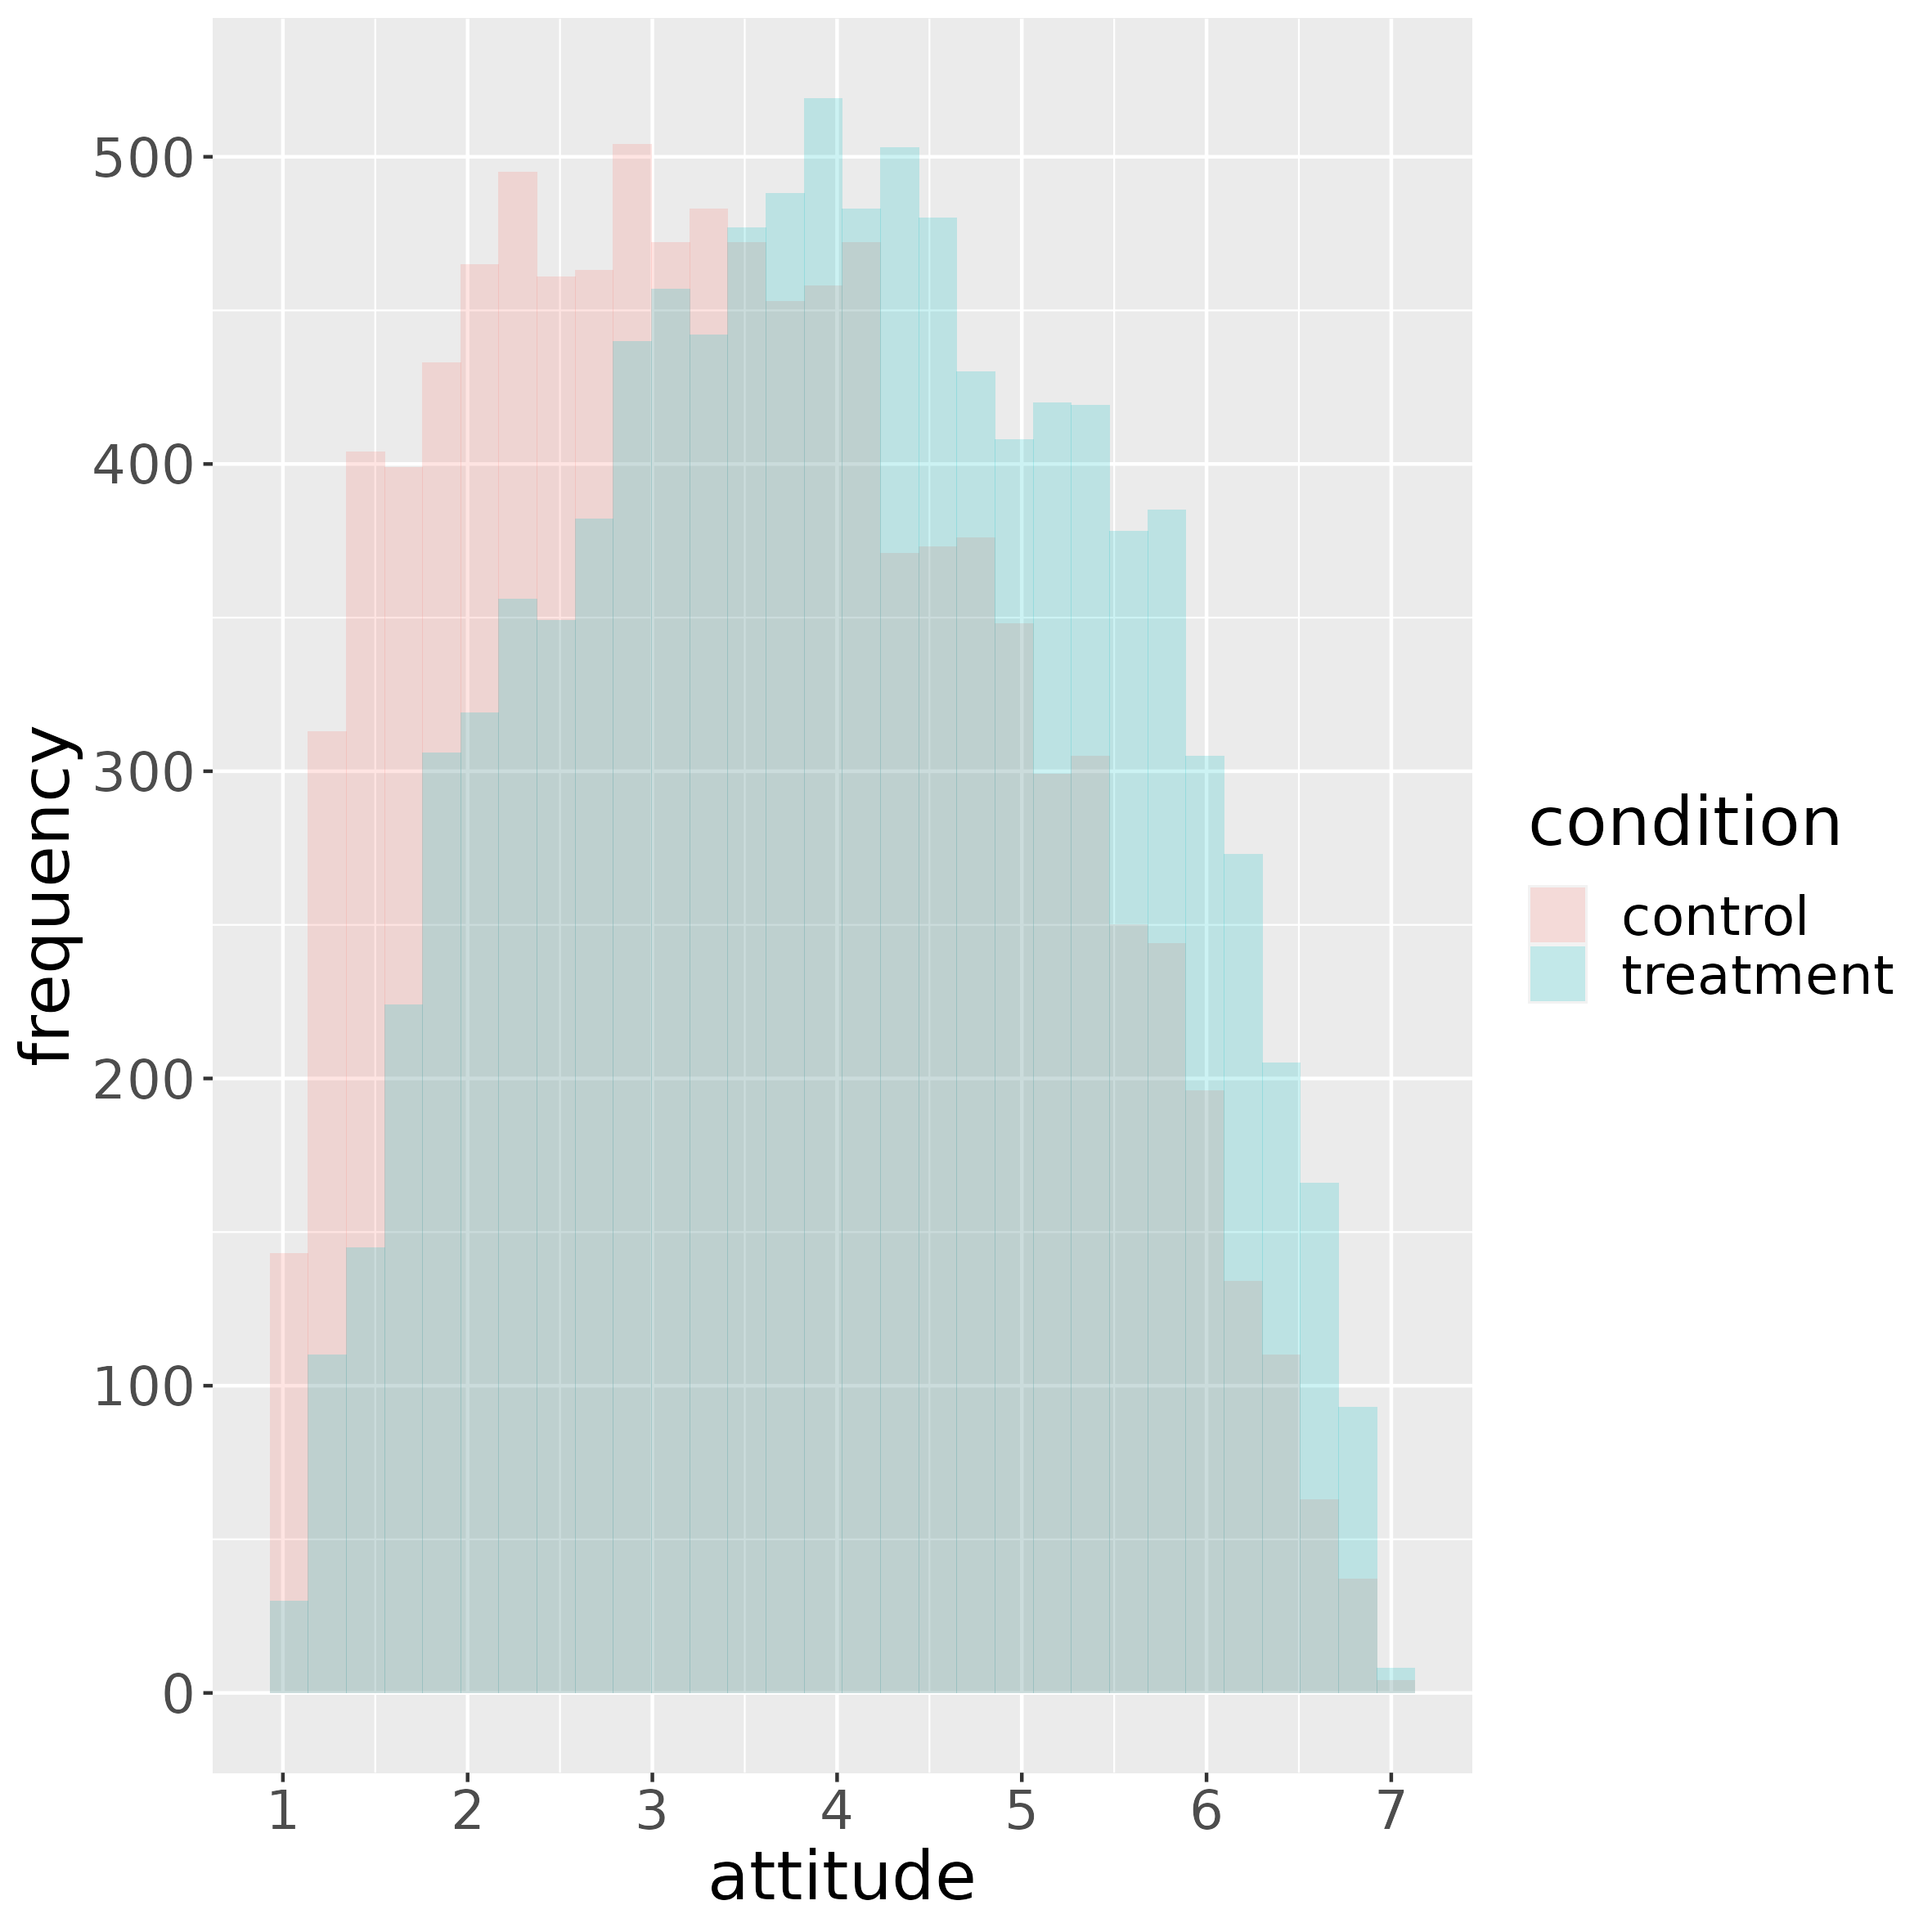 500
400
300
200
100
0
1 2 3 4 5 6 7
attitude
frequency
condition
control
treatment